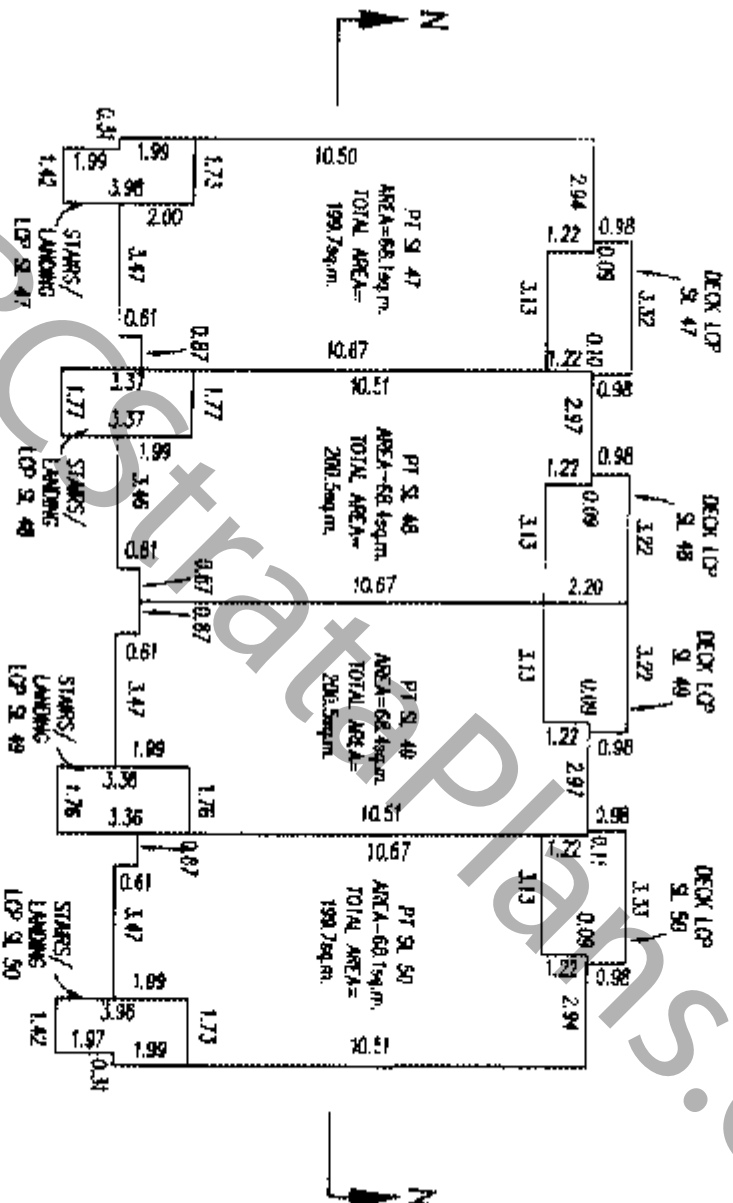 N
0.31
1.99
1.42
1.99
3.98
1.73
2.00
10.50
2.94
0.98
1.22
0.09
3.32
3.13
DECK LCP
SL 47
PT SL 47
AREA=68.1sq.m.
TOTAL AREA=
199.7sq.m.
STAIRS/
LANDING
LCP SL 47
3.47
0.61
0.87
10.67
1.22
0.10
0.98
3.37
1.77
3.37
1.77
1.99
10.51
2.97
1.22
0.98
0.09
3.22
3.13
DECK LCP
SL 48
PT SL 48
AREA=68.4sq.m.
TOTAL AREA=
200.5sq.m.
STAIRS/
LANDING
LCP SL 48
3.46
0.61
0.87
10.67
2.20
0.87
0.61
3.13
3.22
0.09
DECK LCP
SL 49
PT SL 49
AREA=68.4sq.m.
TOTAL AREA=
200.5sq.m.
STAIRS/
LANDING
LCP SL 49
3.47
1.98
1.22
0.98
2.97
3.36
1.76
3.36
1.76
10.51
0.98
0.87
10.67
1.22
0.11
0.61
3.13
3.33
0.09
DECK LCP
SL 50
PT SL 50
AREA=68.1sq.m.
TOTAL AREA=
199.7sq.m.
STAIRS/
LANDING
LCP SL 50
3.47
1.99
1.22
0.98
3.98
1.42
1.97
1.99
1.73
10.51
2.94
0.31
N
BCStrataPlans.c